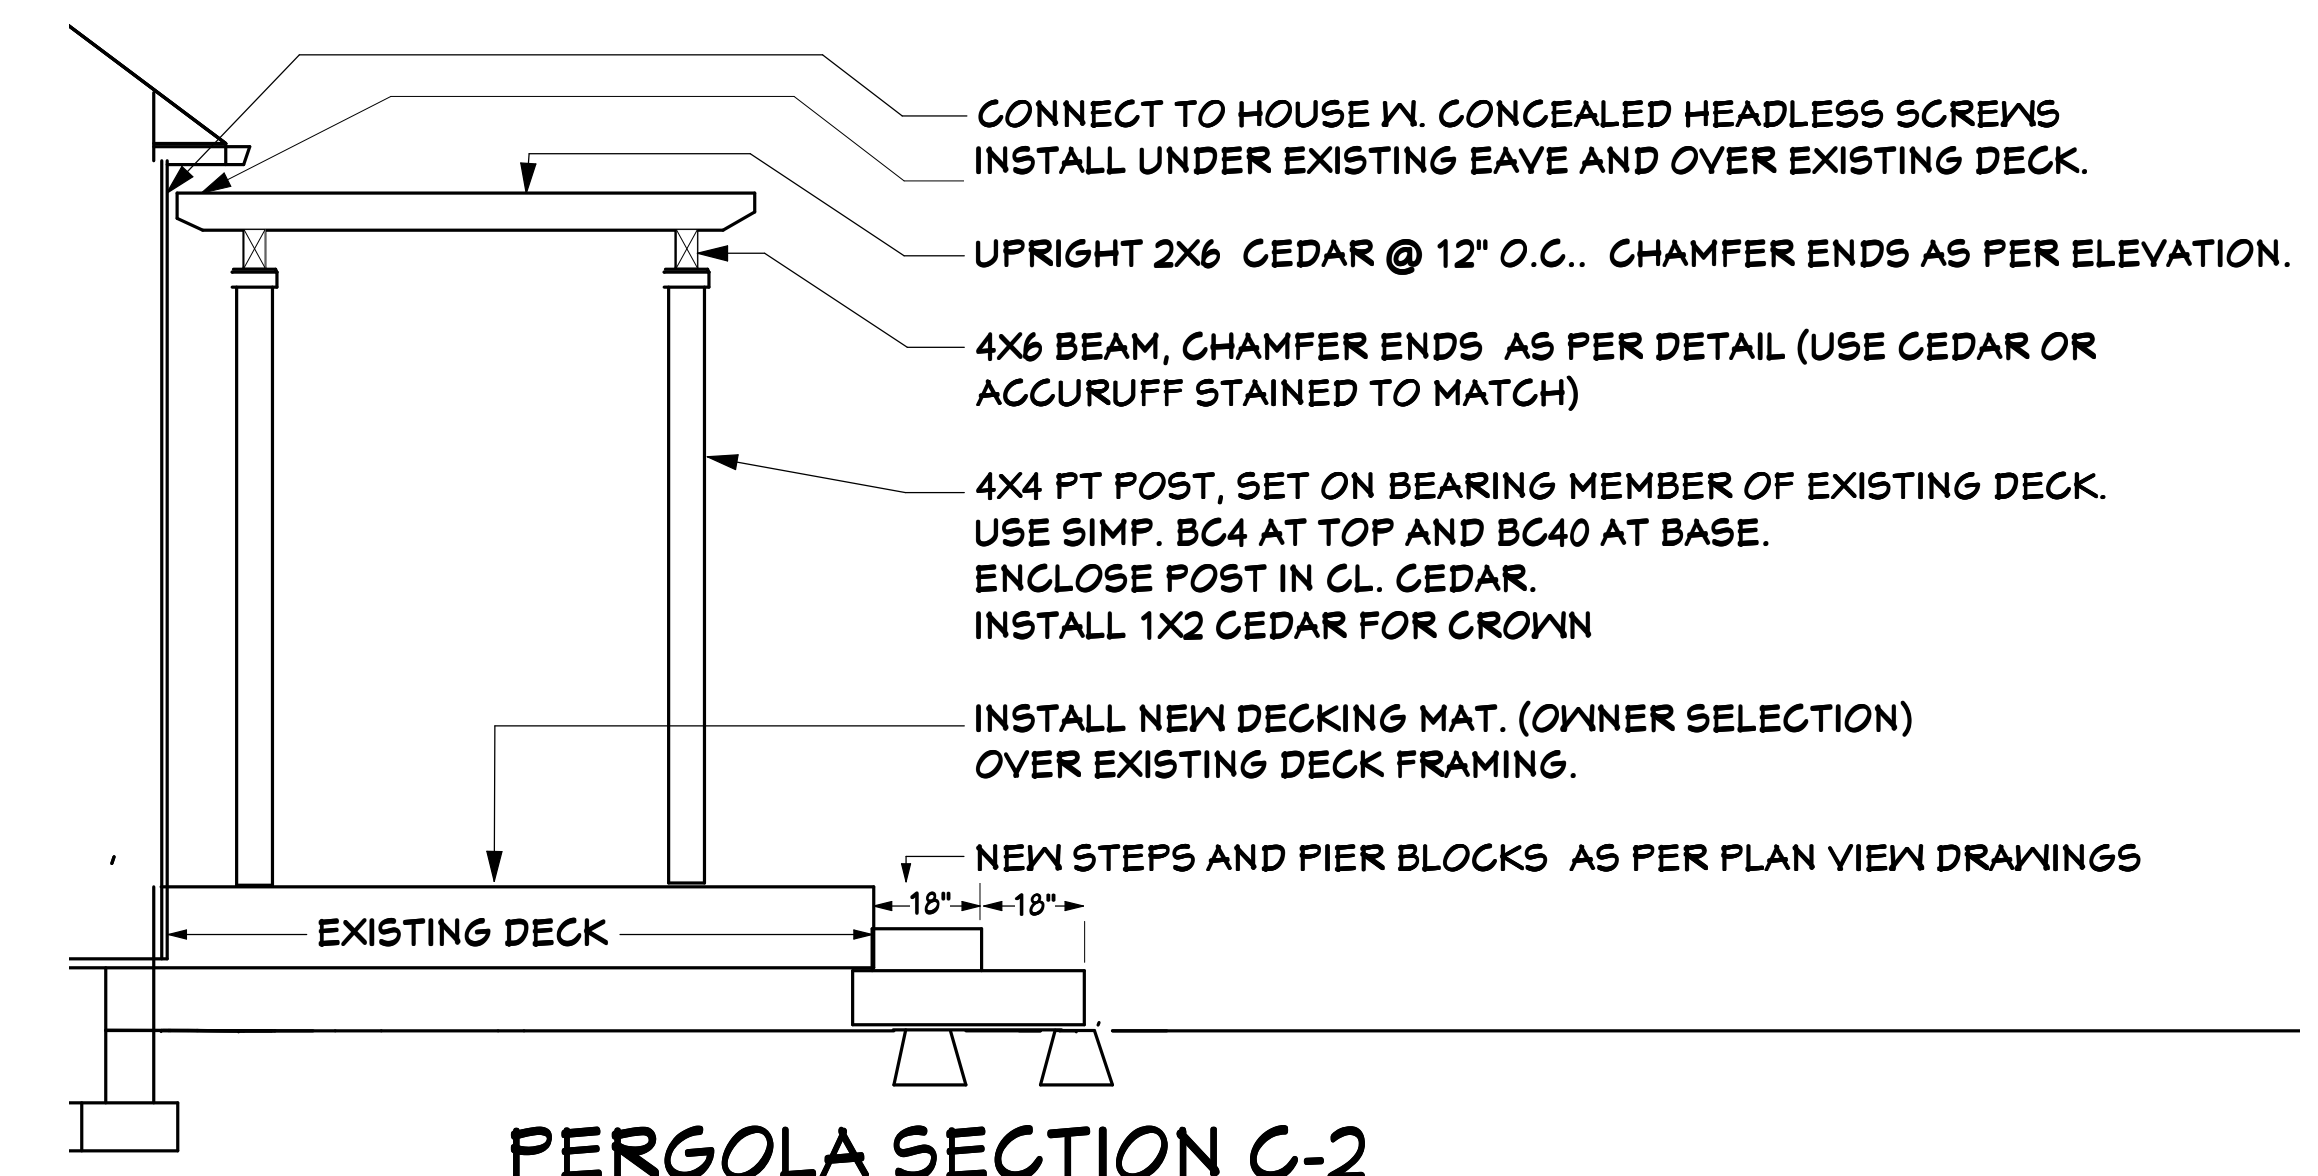 CONNECT TO HOUSE W. CONCEALED HEADLESS SCREWS
INSTALL UNDER EXISTING EAVE AND OVER EXISTING DECK.
UPRIGHT 2X6 CEDAR @ 12" O.C.. CHAMFER ENDS AS PER ELEVATION.
4X6 BEAM, CHAMFER ENDS AS PER DETAIL (USE CEDAR OR
ACCURUFF STAINED TO MATCH)
4X4 PT POST, SET ON BEARING MEMBER OF EXISTING DECK.
USE SIMP. BC4 AT TOP AND BC40 AT BASE.
ENCLOSE POST IN CL. CEDAR.
INSTALL 1X2 CEDAR FOR CROWN
INSTALL NEW DECKING MAT. (OWNER SELECTION)
OVER EXISTING DECK FRAMING.
NEW STEPS AND PIER BLOCKS AS PER PLAN VIEW DRAWINGS
18" 18"
EXISTING DECK
PERGOLA SECTION C-2